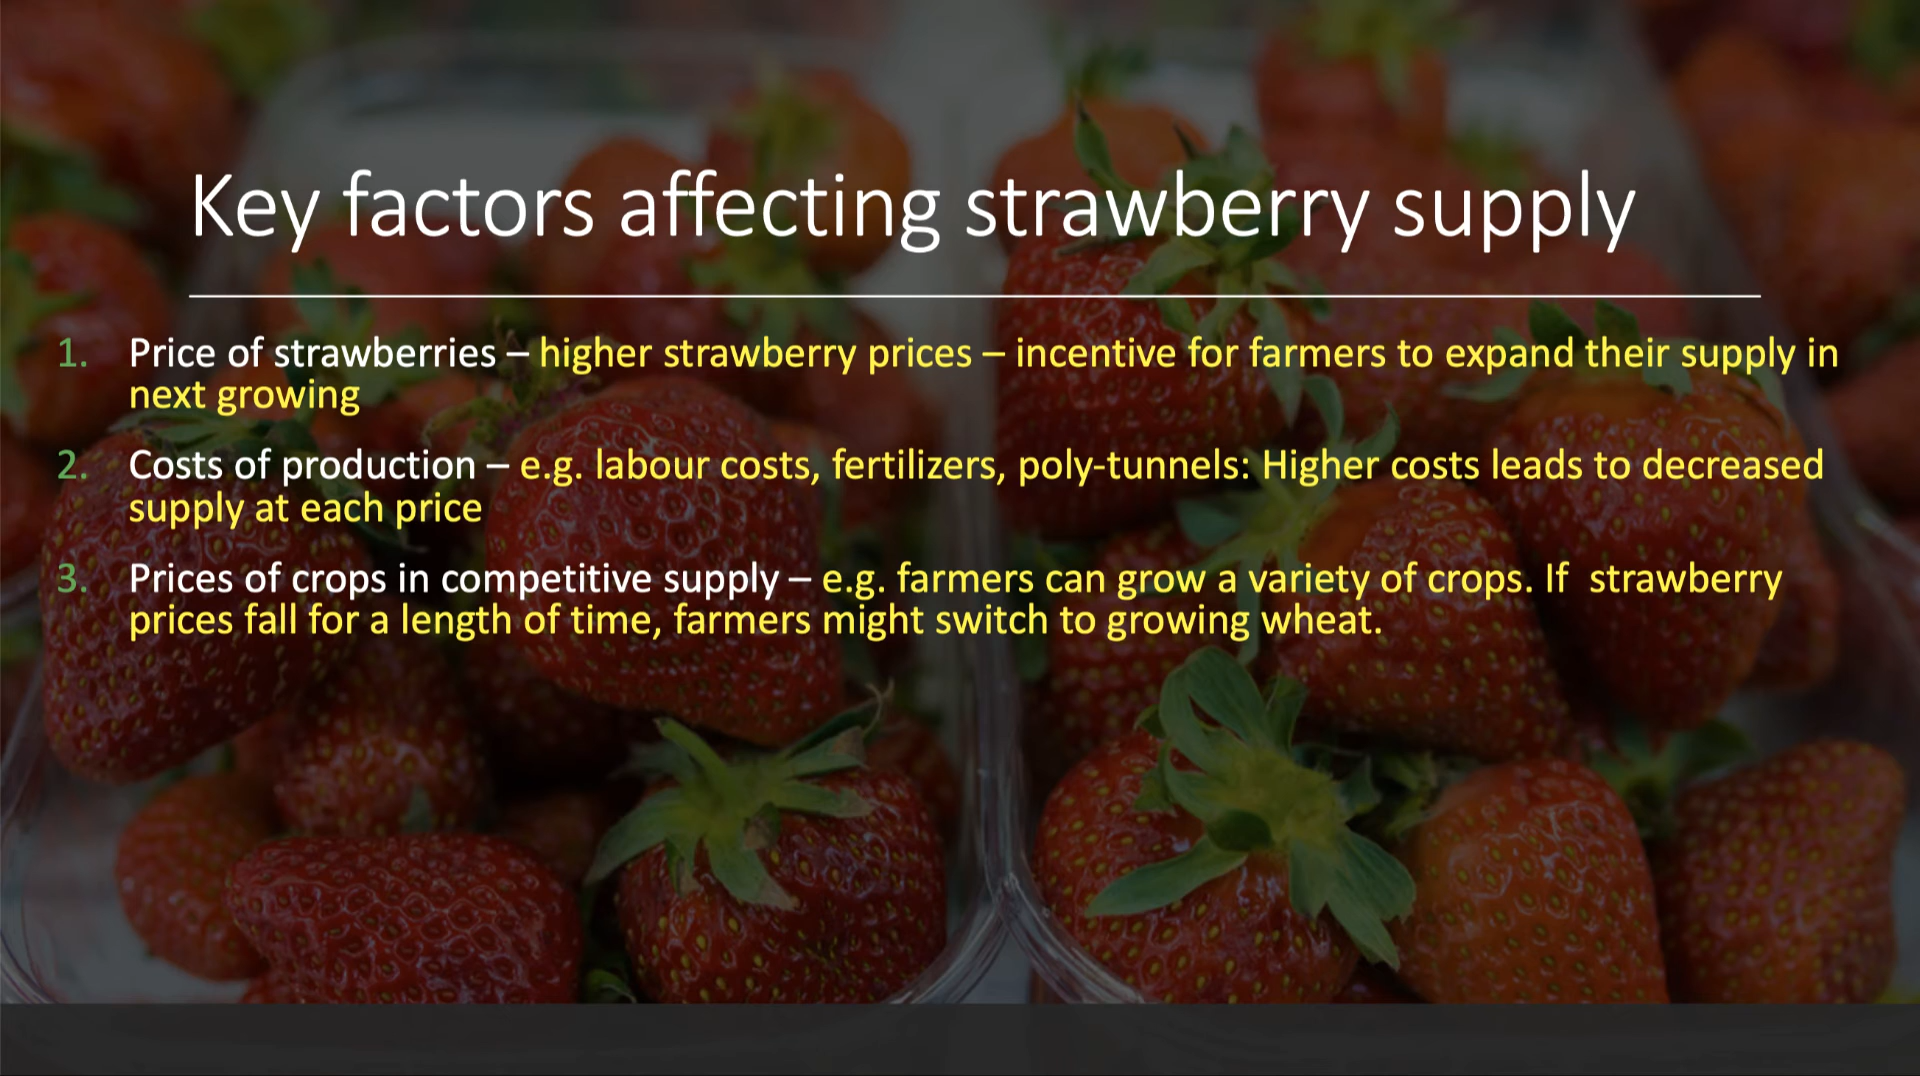 Key factors affecting strawberry supply
1. Price of strawberries – higher strawberry prices – incentive for farmers to expand their supply in
next growing
2. Costs of production – e.g. labour costs, fertilizers, poly-tunnels: Higher costs leads to decreased
supply at each price
3. Prices of crops in competitive supply – e.g. farmers can grow a variety of crops. If  strawberry
prices fall for a length of time, farmers might switch to growing wheat.